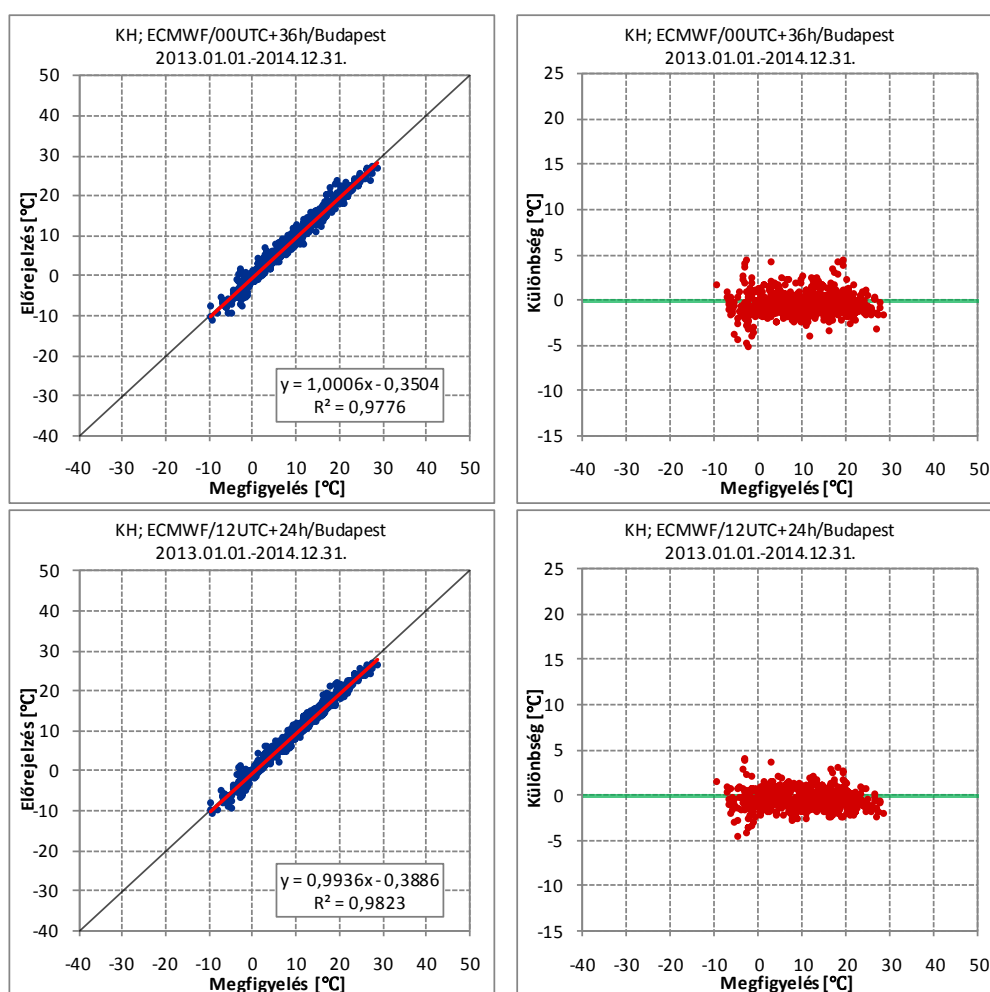 KH; ECMWF/00UTC+36h/Budapest
2013.01.01.-2014.12.31.
50
40
30
20
10
0
-10
-20
-30
-40
Előrejelzés [°C]
y = 1,0006x - 0,3504
R² = 0,9776
-40 -30 -20 -10 0 10 20 30 40 50
Megfigyelés [°C]
KH; ECMWF/00UTC+36h/Budapest
2013.01.01.-2014.12.31.
25
20
15
10
5
0
-5
-10
-15
Különbség [°C]
-40 -30 -20 -10 0 10 20 30 40 50
Megfigyelés [°C]
KH; ECMWF/12UTC+24h/Budapest
2013.01.01.-2014.12.31.
50
40
30
20
10
0
-10
-20
-30
-40
Előrejelzés [°C]
y = 0,9936x - 0,3886
R² = 0,9823
-40 -30 -20 -10 0 10 20 30 40 50
Megfigyelés [°C]
KH; ECMWF/12UTC+24h/Budapest
2013.01.01.-2014.12.31.
25
20
15
10
5
0
-5
-10
-15
Különbség [°C]
-40 -30 -20 -10 0 10 20 30 40 50
Megfigyelés [°C]